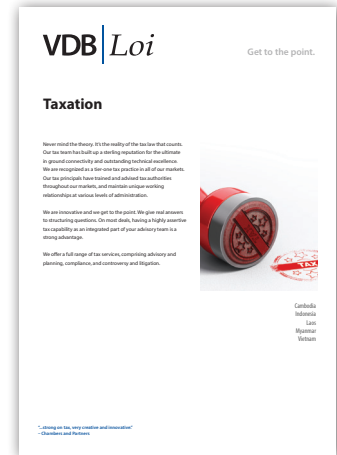 VDB Loi
Get to the point.
Taxation
Never mind the theory. It's the reality of the tax law that counts.
Our tax team has built up a sterling reputation for the ultimate
in ground connectivity and outstanding technical excellence.
We are recognized as a tier-one tax practice in all of our markets.
Our tax principals have trained and advised tax authorities
throughout our markets, and maintain unique working
relationships at various levels of administration.
We are innovative and we get to the point. We give real answers
to structuring questions. On most deals, having a highly assertive
tax capability as an integrated part of your advisory team is a
strong advantage.
We offer a full range of tax services, comprising advisory and
planning, compliance, and controversy and litigation.
TAX
Cambodia
Indonesia
Laos
Myanmar
Vietnam
"...strong on tax, very creative and innovative"
– Chambers and Partners